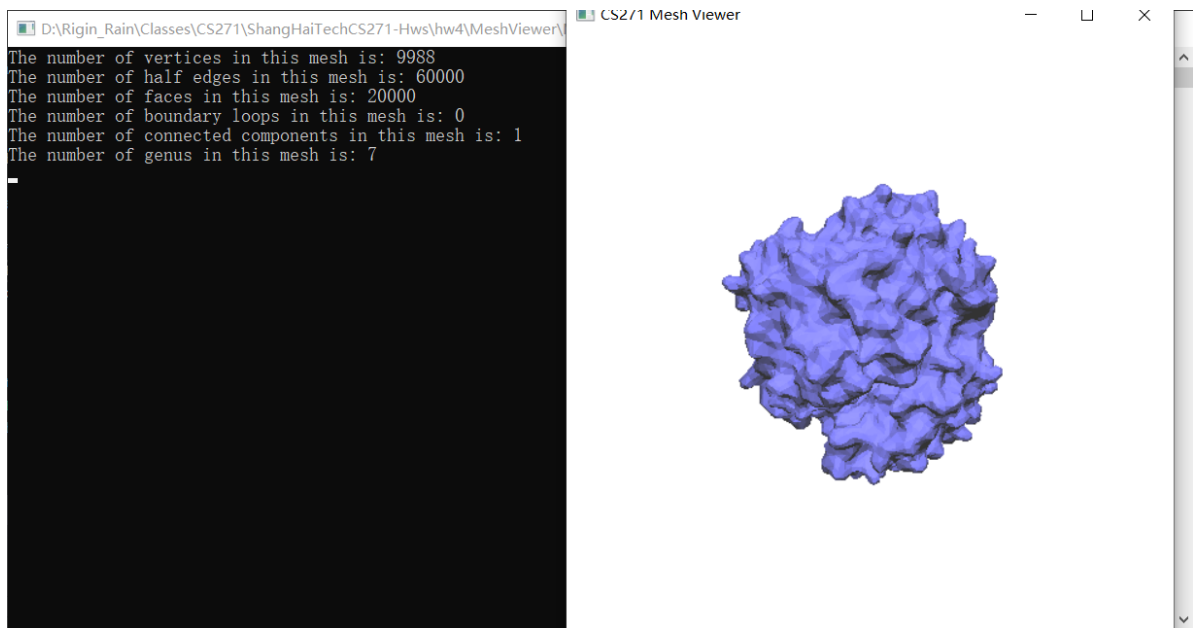 D:\Rigin_Rain\Classes\CS271\ShangHaiTechCS271-Hws\hw4\MeshViewer\
CS271 Mesh Viewer
The number of vertices in this mesh is: 9988
The number of half edges in this mesh is: 60000
The number of faces in this mesh is: 20000
The number of boundary loops in this mesh is: 0
The number of connected components in this mesh is: 1
The number of genus in this mesh is: 7